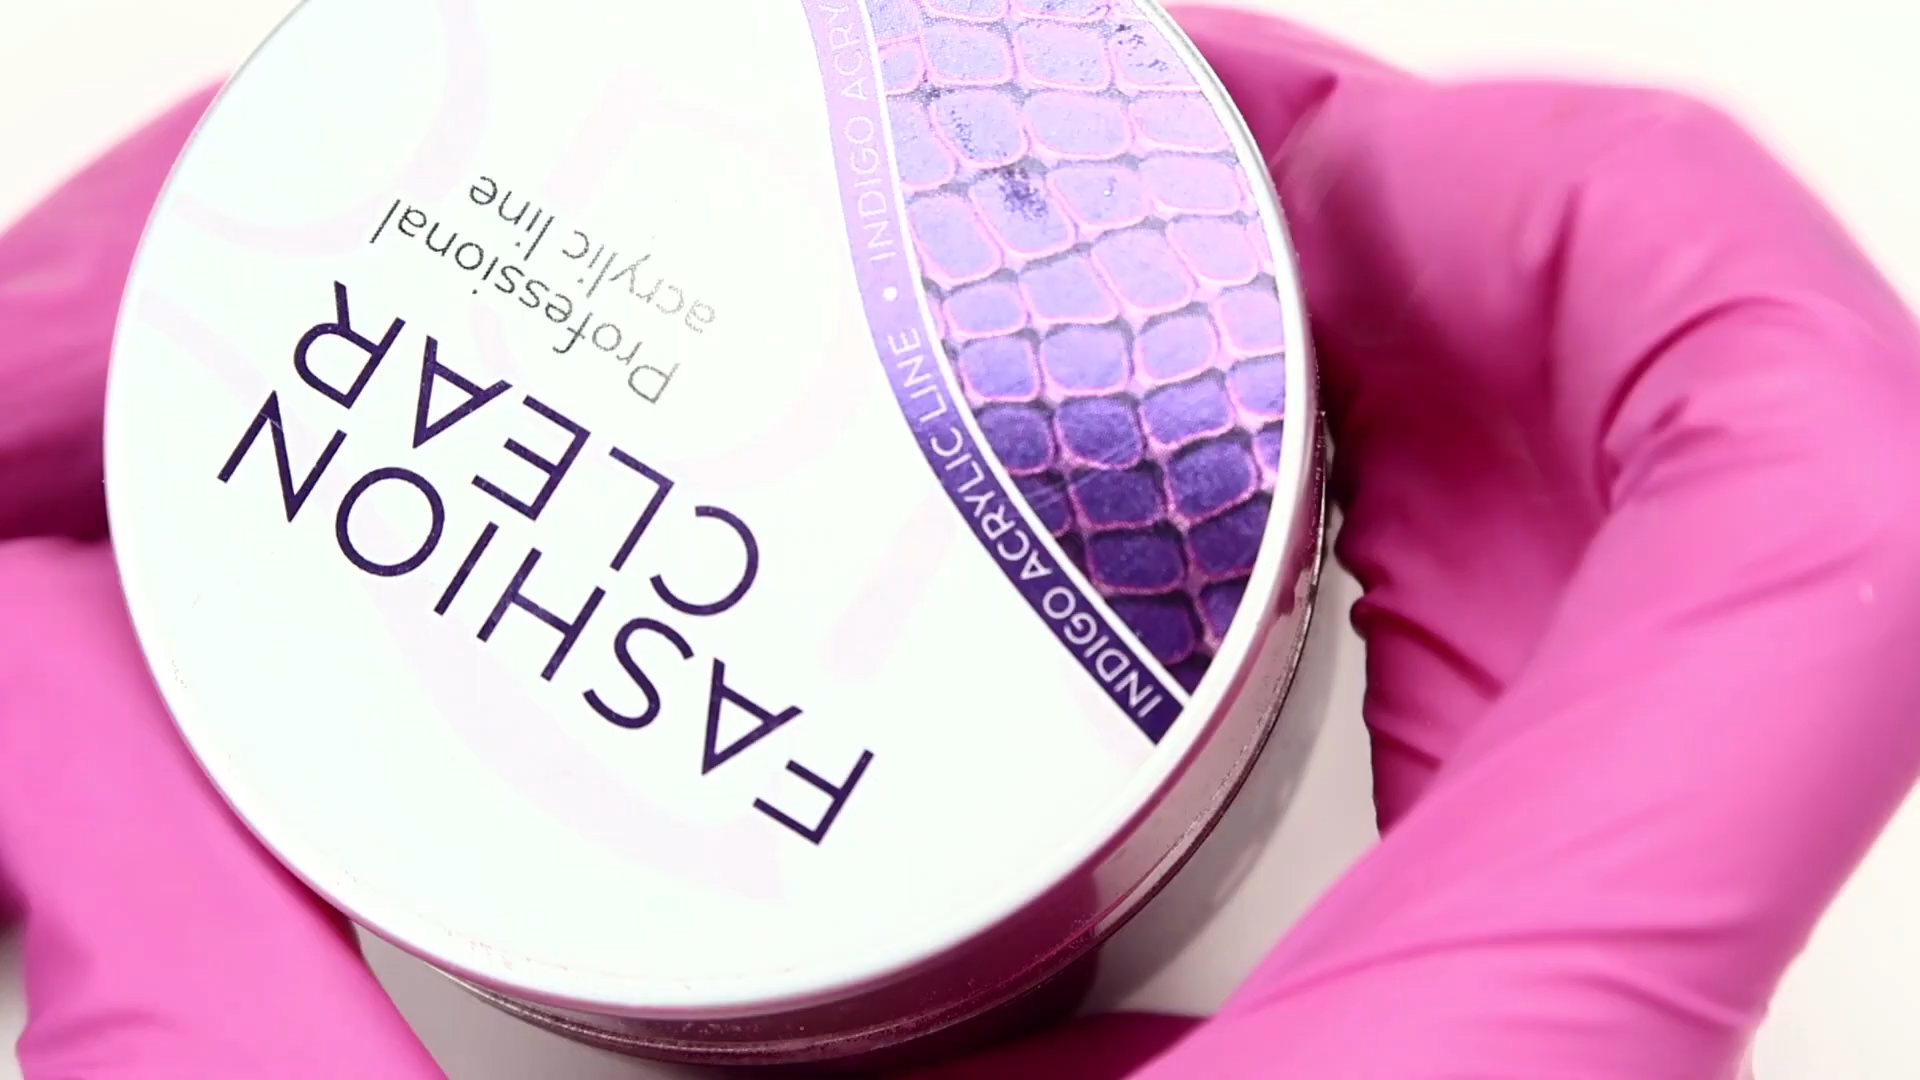 FASHION
CLEAR
Professional
acrylic line
INDIGO ACRYLIC LINE • INDIGO ACRY